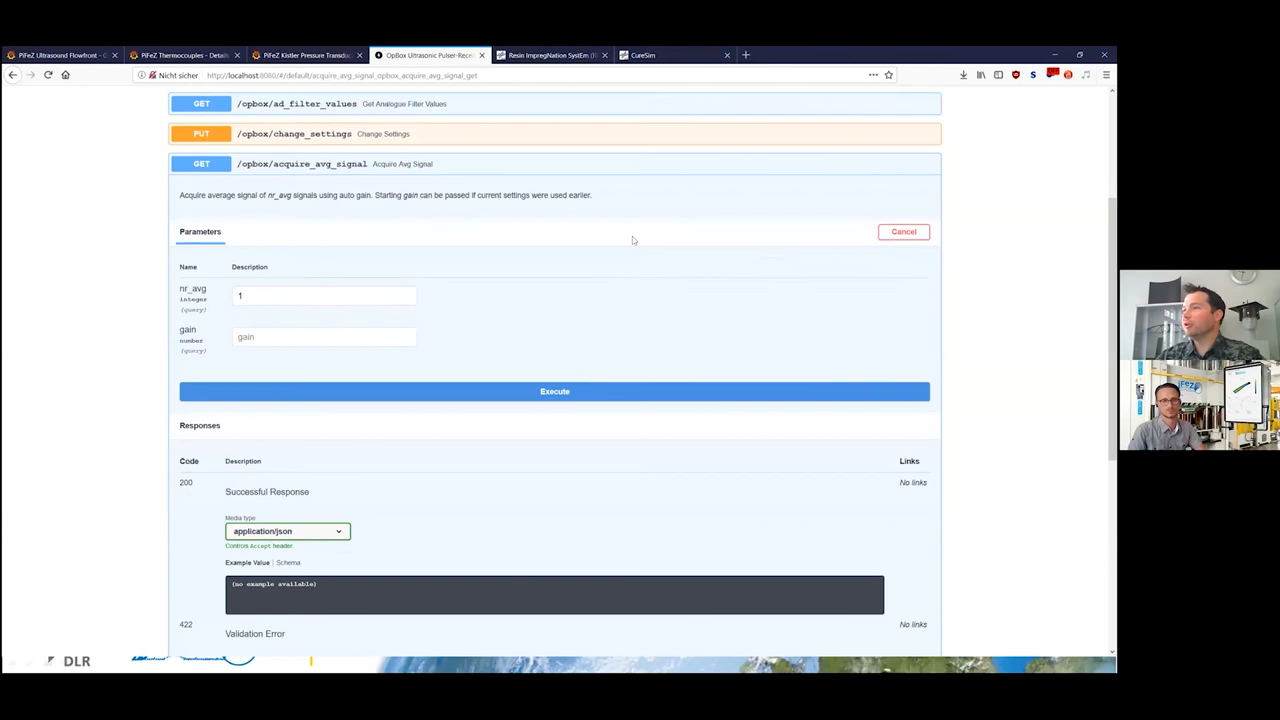 PiFeZ Ultrasound Flowfront - G
PiFeZ Thermocouples - Details
PiFeZ Kistler Pressure Transduc
OpBox Ultrasonic Pulser-Receiv
Resin ImpregNation SystEm (R
CureSim
Nicht sicher
http://localhost:8080/#/default/acquire_avg_signal_opbox_acquire_avg_signal_get
GET /opbox/ad_filter_values Get Analogue Filter Values
PUT /opbox/change_settings Change Settings
GET /opbox/acquire_avg_signal Acquire Avg Signal
Acquire average signal of nr_avg signals using auto gain. Starting gain can be passed if current settings were used earlier.
Parameters Cancel
Name Description
nr_avg
integer
(query)
1
gain
number
(query)
gain
Execute
Responses
Code Description Links
200 No links
Successful Response
Media type
application/json
Controls Accept header.
Example Value | Schema
(no example available)
422 No links
Validation Error
DLR